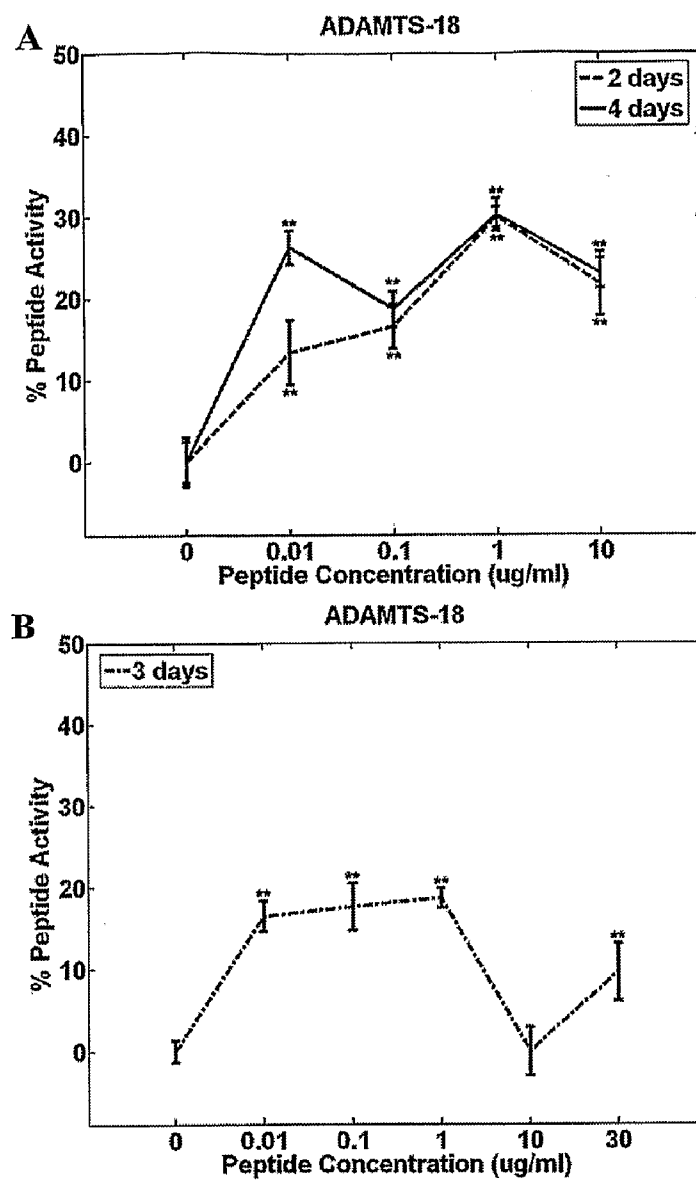 A
ADAMTS-18
50
2 days
4 days
40
**
**
30
**
**
**
20
**
**
10
**
0
% Peptide Activity
0 0.01 0.1 1 10
Peptide Concentration (ug/ml)
B
ADAMTS-18
50
3 days
40
30
20
**
**
**
10
**
0
% Peptide Activity
0 0.01 0.1 1 10 30
Peptide Concentration (ug/ml)